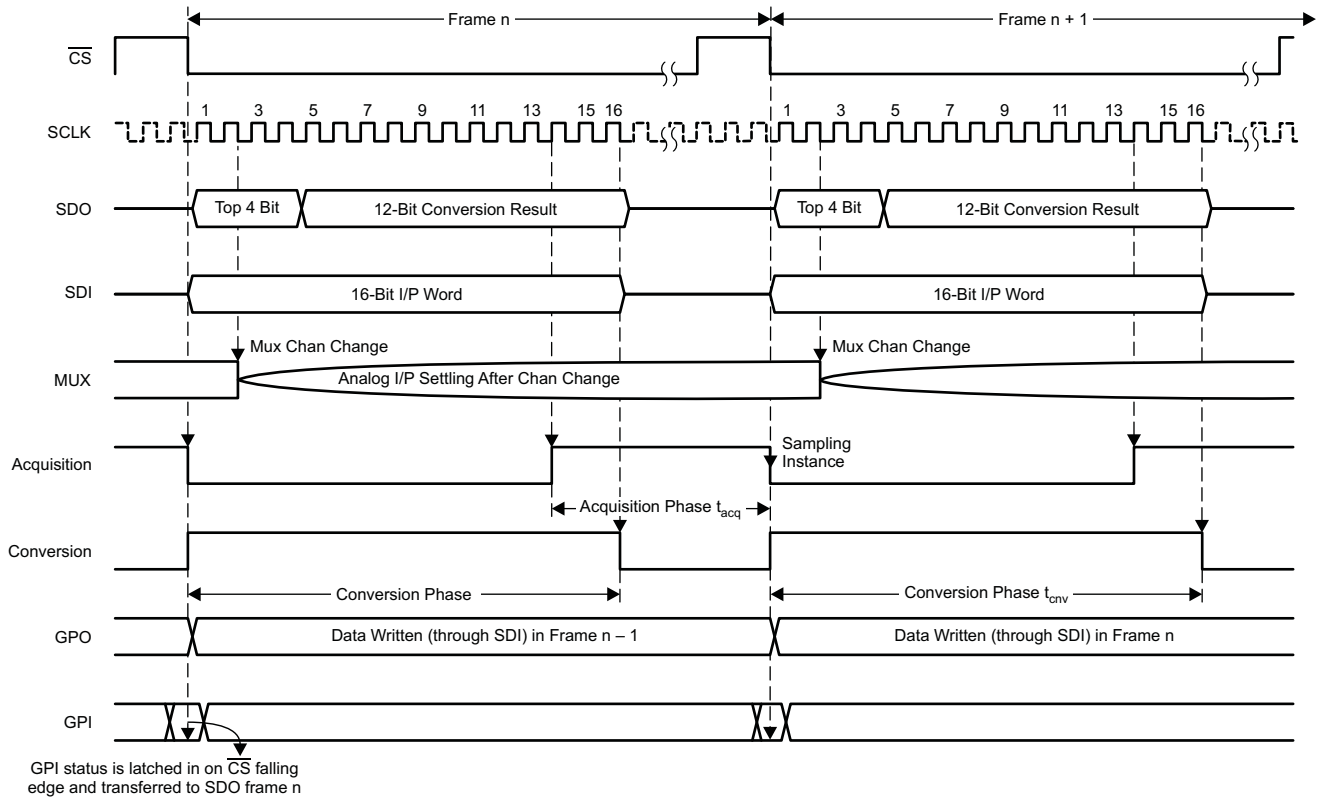 Frame n
Frame n + 1
CS
1 3 5 7 9 11 13 15 16 1 3 5 7 9 11 13 15 16
SCLK
SDO
Top 4 Bit
12-Bit Conversion Result
Top 4 Bit
12-Bit Conversion Result
SDI
16-Bit I/P Word
16-Bit I/P Word
Mux Chan Change
Mux Chan Change
MUX
Analog I/P Settling After Chan Change
Acquisition
Sampling
Instance
Acquisition Phase tacq
Conversion
Conversion Phase
Conversion Phase tcnv
GPO
Data Written (through SDI) in Frame n – 1
Data Written (through SDI) in Frame n
GPI
GPI status is latched in on CS falling
edge and transferred to SDO frame n